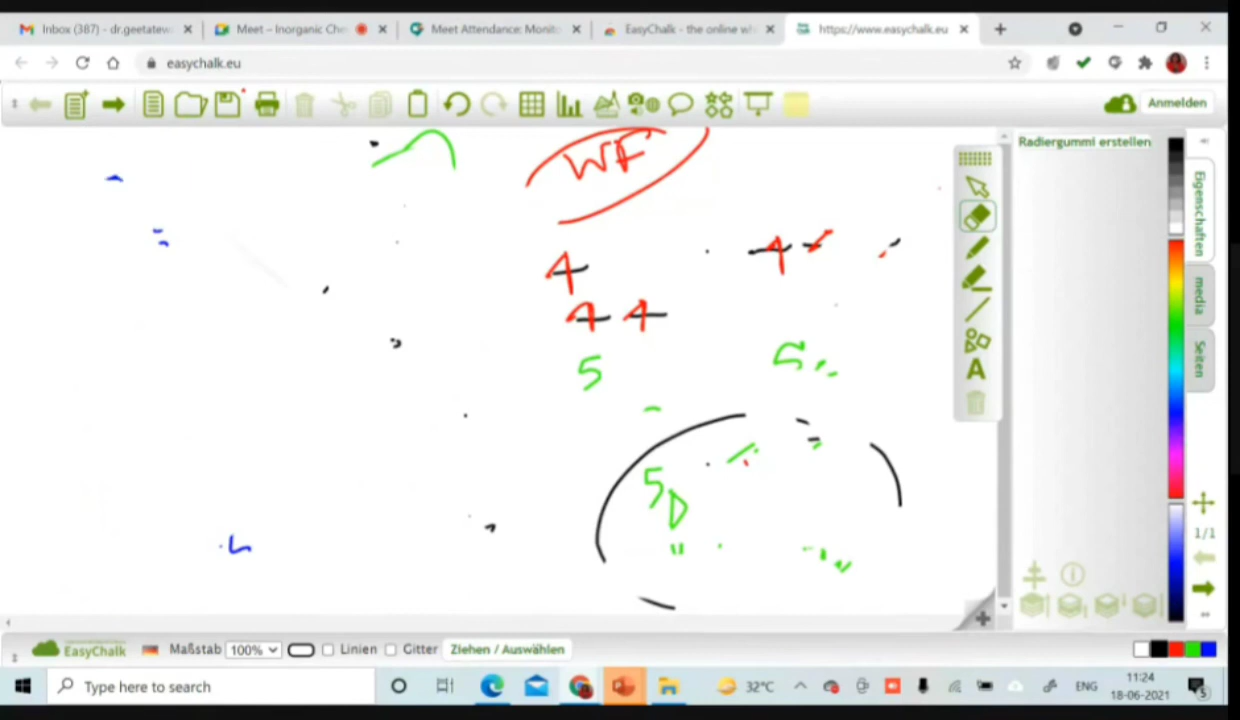 Inbox (387) - dr.geetatew
Meet – Inorganic Che
Meet Attendance: Monito
EasyChalk - the online wh
https://www.easychalk.eu
easychalk.eu
Anmelden
Radiergummi erstellen
WF
4
4 4
4
5
5
5D
A
Eigenschaften
media
Seiten
1/1
EasyChalk
Maßstab 100% Linien Gitter Ziehen / Auswählen
Type here to search
32°C
ENG
11:24
18-06-2021
5